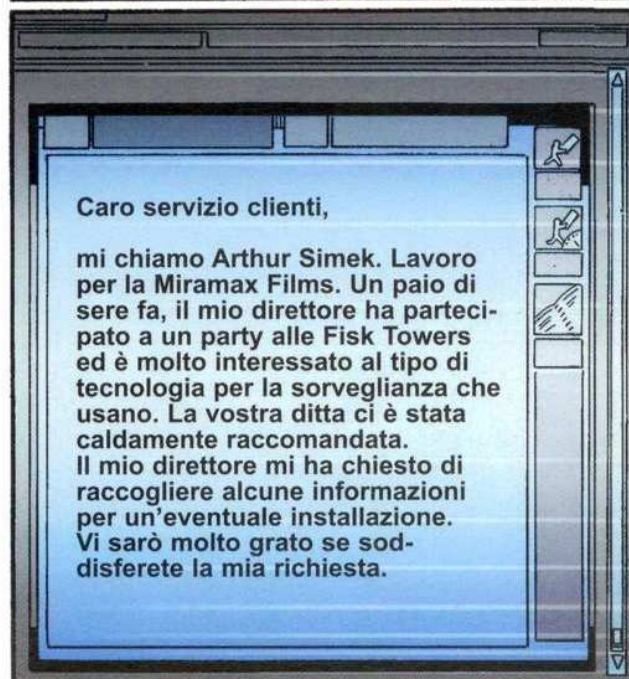 Caro servizio clienti,
mi chiamo Arthur Simek. Lavoro
per la Miramax Films. Un paio di
sere fa, il mio direttore ha parteci-
pato a un party alle Fisk Towers
ed è molto interessato al tipo di
tecnologia per la sorveglianza che
usano. La vostra ditta ci è stata
caldamente raccomandata.
Il mio direttore mi ha chiesto di
raccogliere alcune informazioni
per un'eventuale installazione.
Vi sarò molto grato se sod-
disferete la mia richiesta.